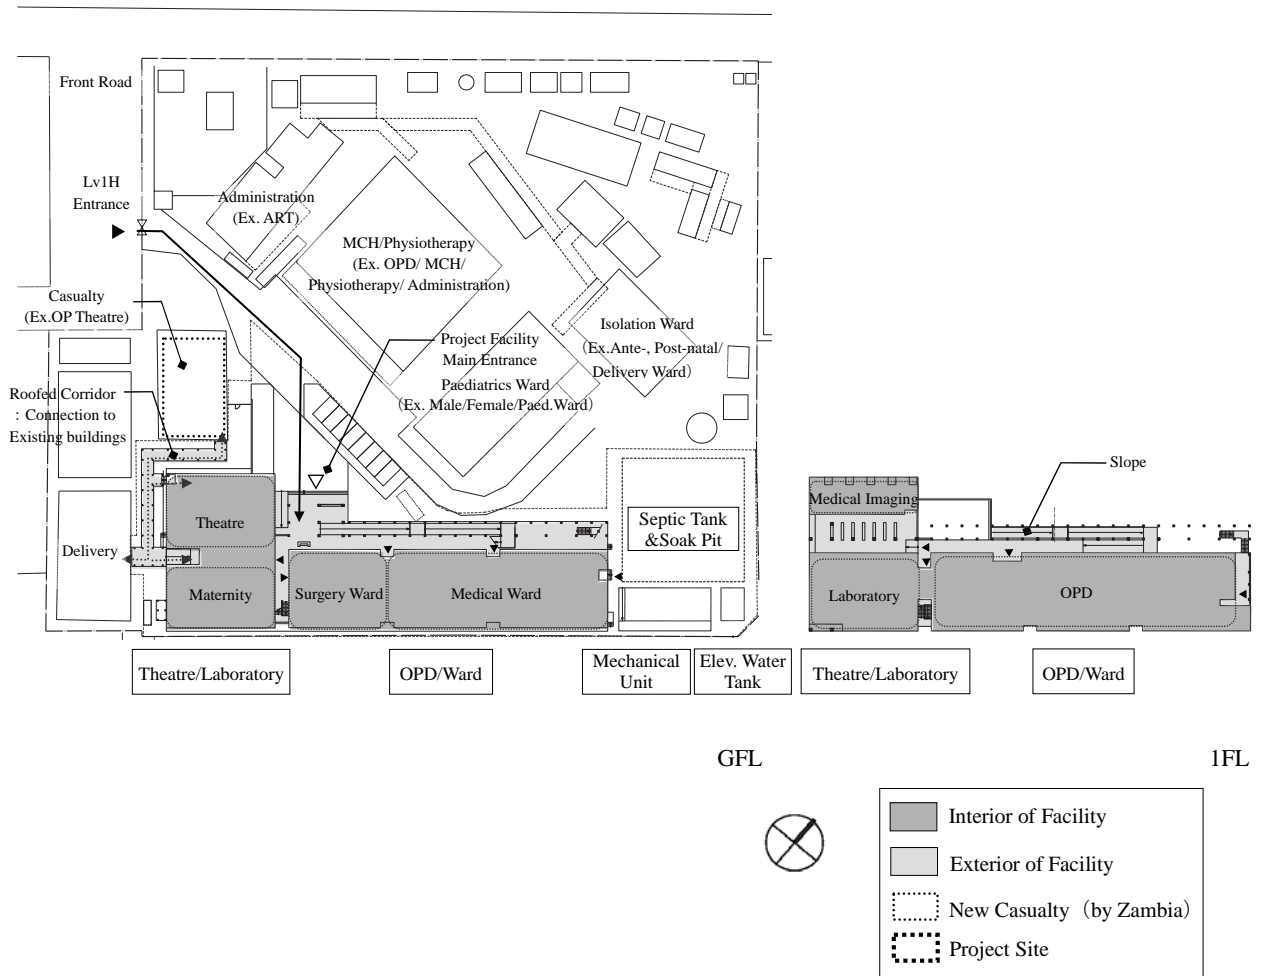 Front Road
Lv1H
Entrance
Administration
(Ex. ART)
MCH/Physiotherapy
(Ex. OPD/ MCH/
Physiotherapy/ Administration)
Casualty
(Ex.OP Theatre)
Isolation Ward
(Ex.Ante-, Post-natal/
Delivery Ward)
Project Facility
Main Entrance
Paediatrics Ward
(Ex. Male/Female/Paed.Ward)
Roofed Corridor
: Connection to
Existing buildings
Slope
Medical Imaging
Theatre
Septic Tank
&Soak Pit
Delivery
Maternity
Surgery Ward
Medical Ward
Laboratory
OPD
Theatre/Laboratory
OPD/Ward
Mechanical
Unit
Elev. Water
Tank
Theatre/Laboratory
OPD/Ward
GFL
1FL
Interior of Facility
Exterior of Facility
New Casualty（by Zambia）
Project Site